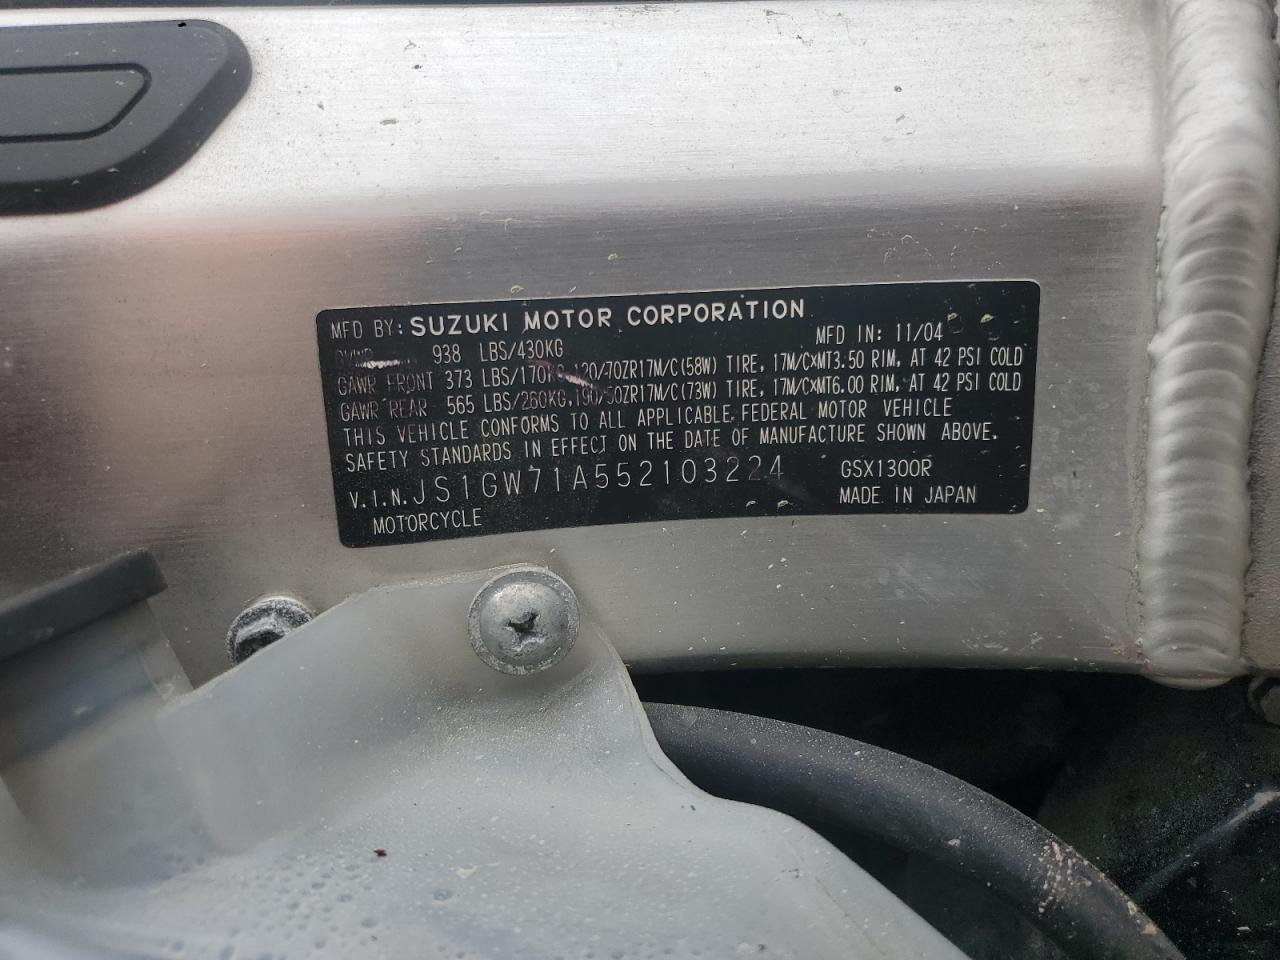 MFD BY: SUZUKI MOTOR CORPORATION
MFD IN: 11/04
GVWR 938 LBS/430KG
GAWR FRONT 373 LBS/170KG, 120/70ZR17M/C(58W) TIRE, 17M/CXMT3.50 RIM, AT 42 PSI COLD
GAWR REAR 565 LBS/260KG, 190/50ZR17M/C(73W) TIRE, 17M/CXMT6.00 RIM, AT 42 PSI COLD
THIS VEHICLE CONFORMS TO ALL APPLICABLE FEDERAL MOTOR VEHICLE
SAFETY STANDARDS IN EFFECT ON THE DATE OF MANUFACTURE SHOWN ABOVE.
V.I.N. JS1GW71A552103224 GSX1300R
MOTORCYCLE MADE IN JAPAN